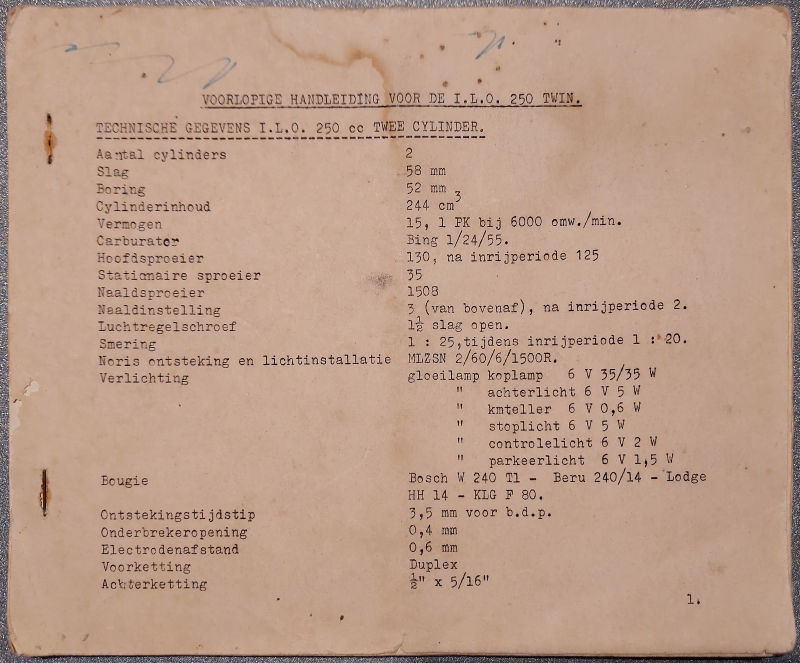 VOORLOPIGE HANDLEIDING VOOR DE I.L.O. 250 TWIN.
TECHNISCHE GEGEVENS I.L.O. 250 cc TWEE CYLINDER.
Aantal cylinders 2
Slag 58 mm
Boring 52 mm
Cylinderinhoud 244 cm³
Vermogen 15, 1 PK bij 6000 omw./min.
Carburator Bing 1/24/55.
Hoofdsproeier 130, na inrijperiode 125
Stationaire sproeier 35
Naaldsproeier 1508
Naaldinstelling 3 (van bovenaf), na inrijperiode 2.
Luchtregelschroef 1½ slag open.
Smering 1 : 25,tijdens inrijperiode 1 : 20.
Noris ontsteking en lichtinstallatie MLZSN 2/60/6/1500R.
Verlichting gloeilamp koplamp 6 V 35/35 W
" achterlicht 6 V 5 W
" kmteller 6 V 0,6 W
" stoplicht 6 V 5 W
" controlelicht 6 V 2 W
" parkeerlicht 6 V 1,5 W
Bougie Bosch W 240 T1 - Beru 240/14 - Lodge
HH 14 - KLG F 80.
Ontstekingstijdstip 3,5 mm voor b.d.p.
Onderbrekeropening 0,4 mm
Electrodenafstand 0,6 mm
Voorketting Duplex
Achterketting ½" x 5/16"
1.